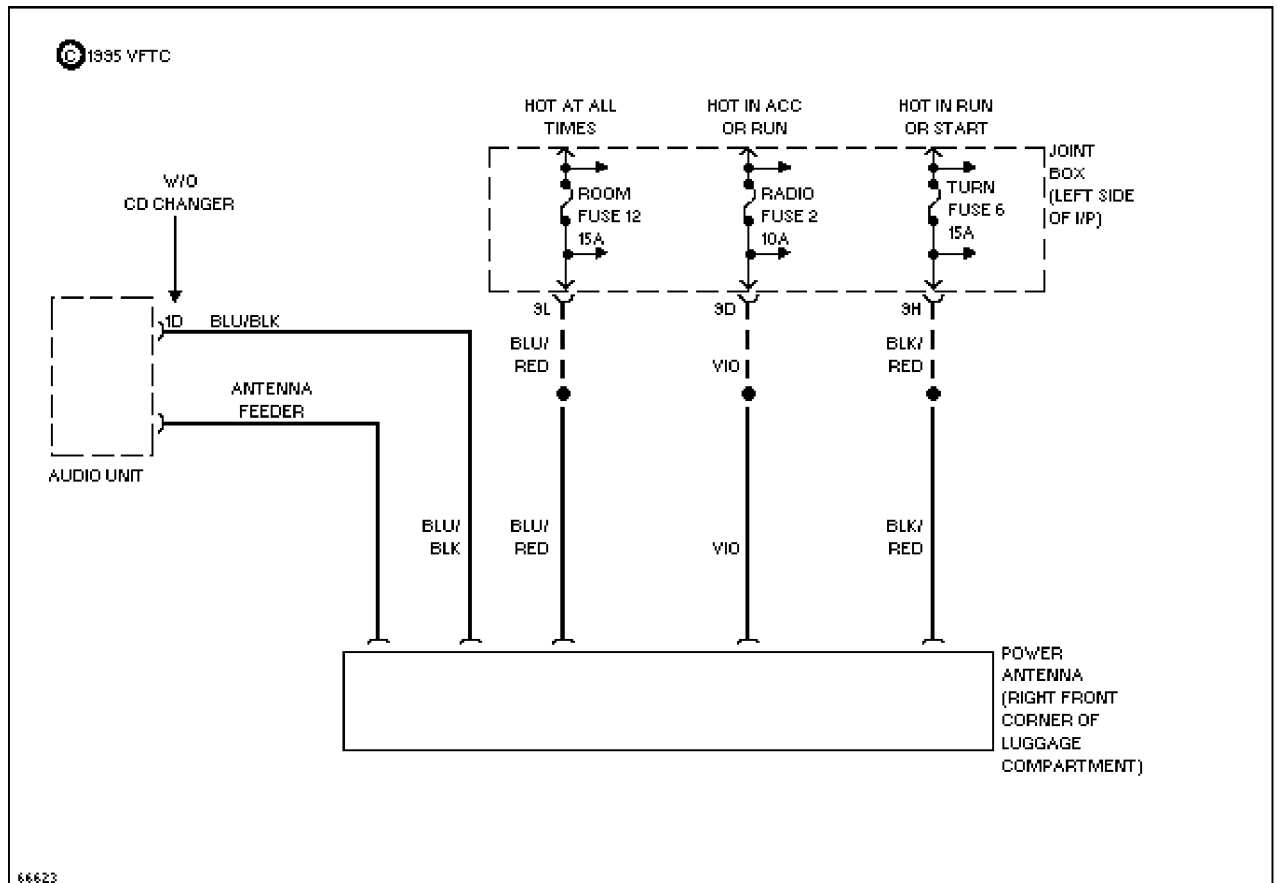 © 1995 VFTC
HOT AT ALL
TIMES
HOT IN ACC
OR RUN
HOT IN RUN
OR START
JOINT
BOX
(LEFT SIDE
OF I/P)
W/O
CD CHANGER
ROOM
FUSE 12
15A
RADIO
FUSE 2
10A
TURN
FUSE 6
15A
1D
BLU/BLK
9L
9D
9H
BLU/
RED
VIO
BLK/
RED
ANTENNA
FEEDER
AUDIO UNIT
BLU/
BLK
BLU/
RED
VIO
BLK/
RED
POWER
ANTENNA
(RIGHT FRONT
CORNER OF
LUGGAGE
COMPARTMENT)
66623